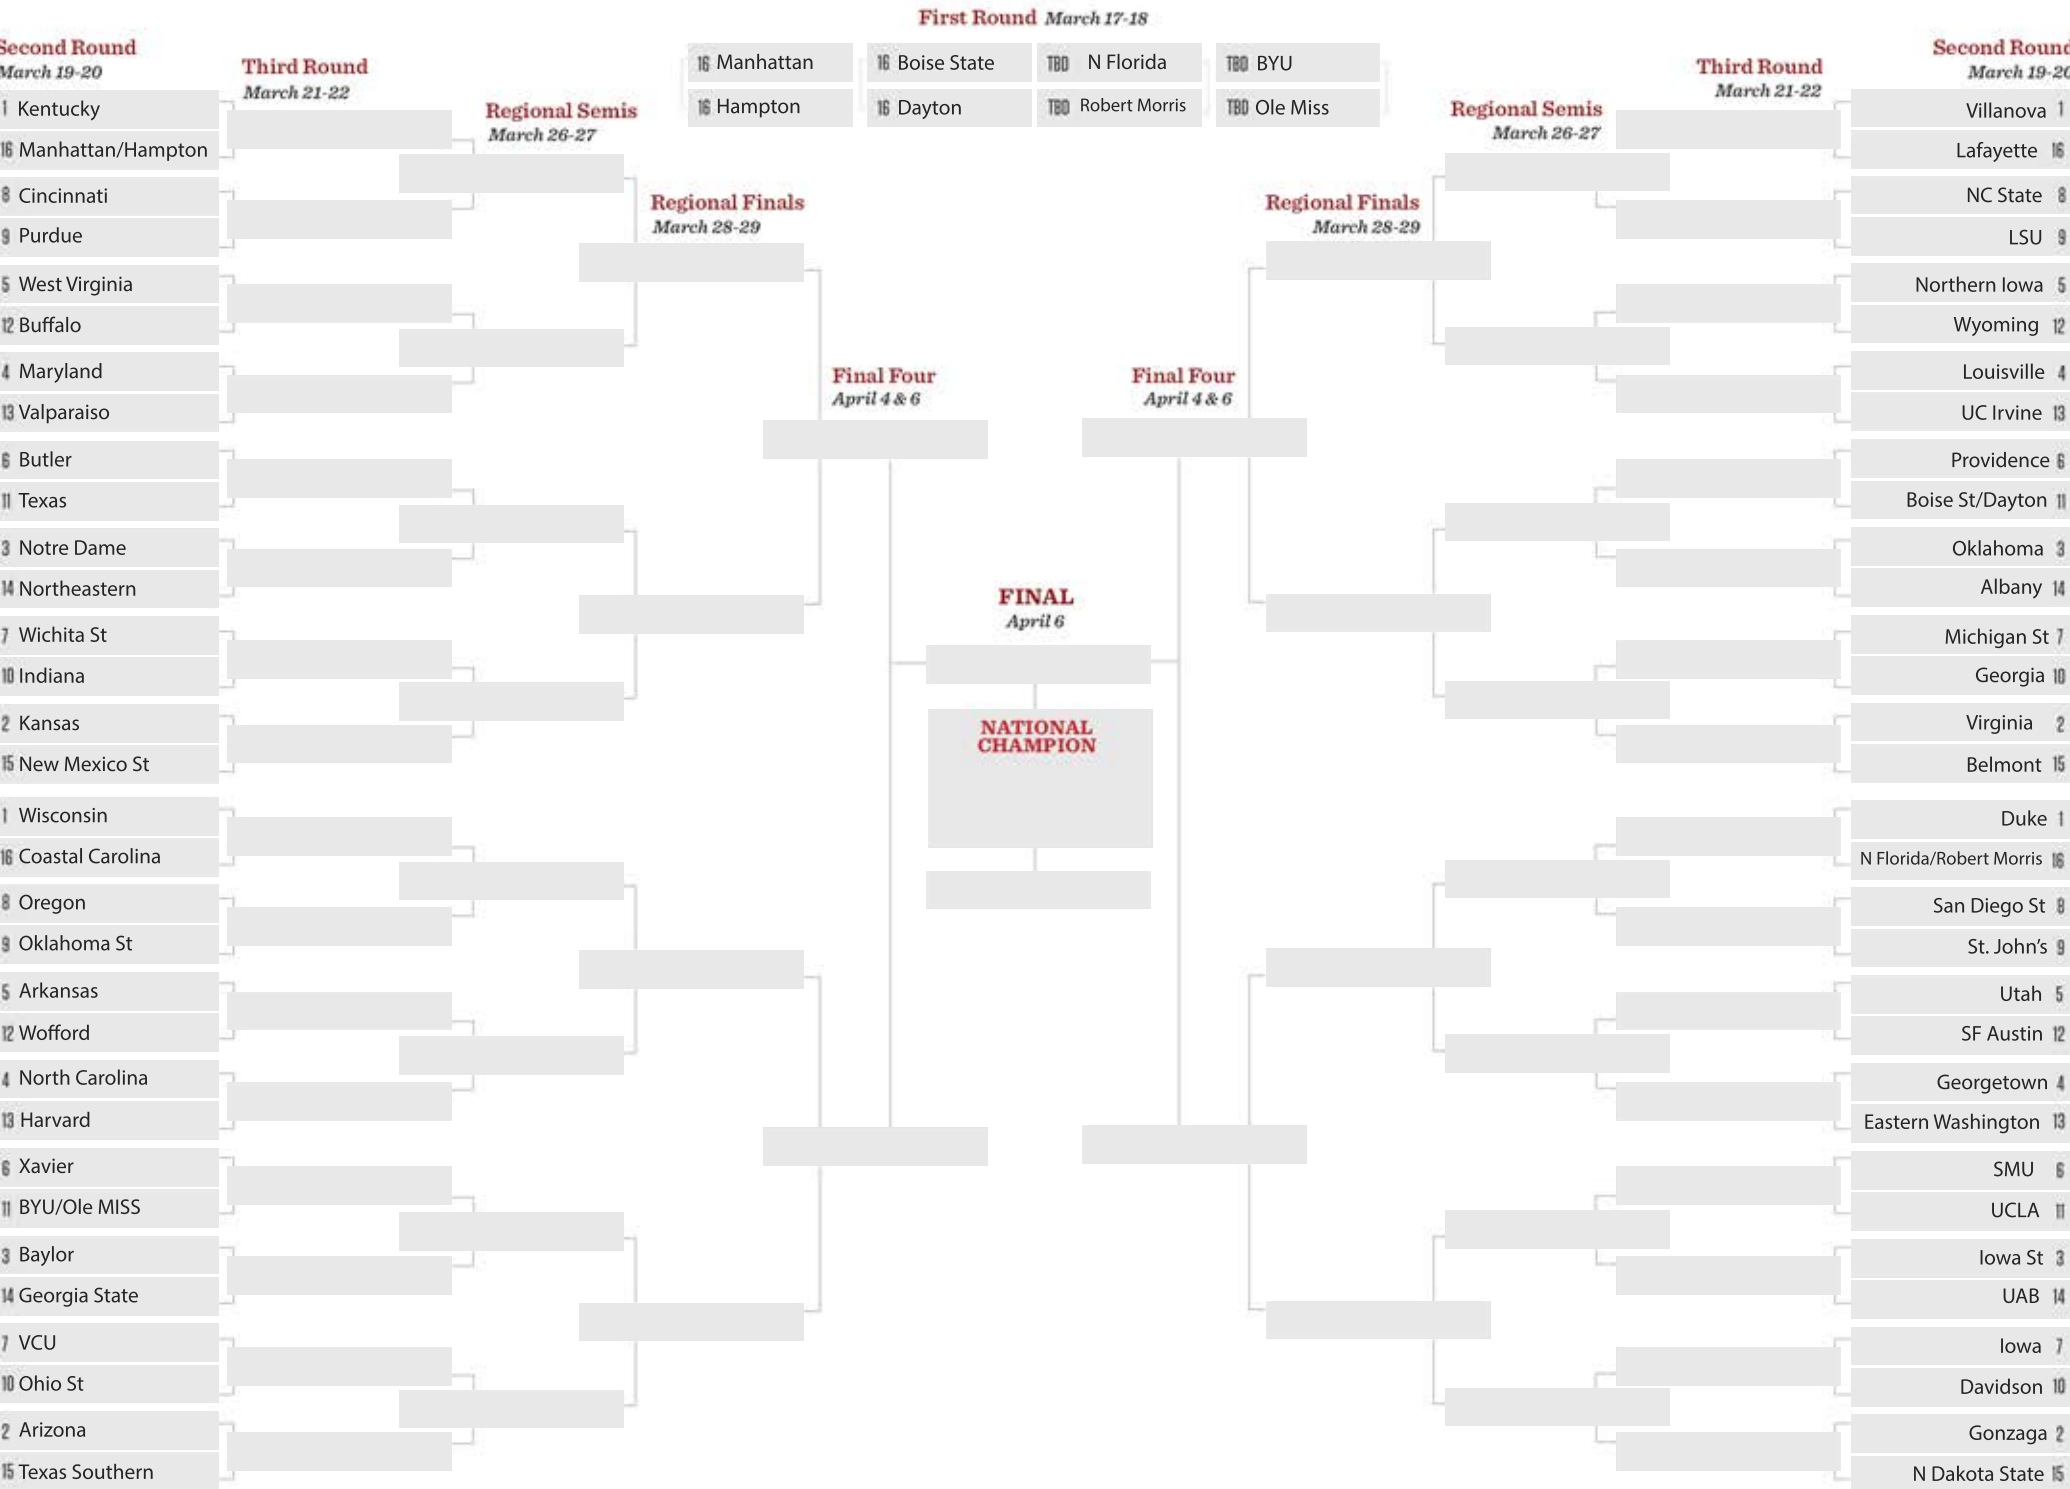 First Round March 17-18
16 Manhattan
16 Hampton
16 Boise State
16 Dayton
TBD N Florida
TBD Robert Morris
TBD BYU
TBD Ole Miss
Second Round
March 19-20
Third Round
March 21-22
Regional Semis
March 26-27
Regional Finals
March 28-29
Final Four
April 4 & 6
1 Kentucky
16 Manhattan/Hampton
8 Cincinnati
9 Purdue
5 West Virginia
12 Buffalo
4 Maryland
13 Valparaiso
6 Butler
11 Texas
3 Notre Dame
14 Northeastern
7 Wichita St
10 Indiana
2 Kansas
15 New Mexico St
1 Wisconsin
16 Coastal Carolina
8 Oregon
9 Oklahoma St
5 Arkansas
12 Wofford
4 North Carolina
13 Harvard
6 Xavier
11 BYU/Ole MISS
3 Baylor
14 Georgia State
7 VCU
10 Ohio St
2 Arizona
15 Texas Southern
FINAL
April 6
NATIONAL
CHAMPION
Final Four
April 4 & 6
Regional Finals
March 28-29
Regional Semis
March 26-27
Third Round
March 21-22
Second Round
March 19-20
Villanova 1
Lafayette 16
NC State 8
LSU 9
Northern Iowa 5
Wyoming 12
Louisville 4
UC Irvine 13
Providence 6
Boise St/Dayton 11
Oklahoma 3
Albany 14
Michigan St 7
Georgia 10
Virginia 2
Belmont 15
Duke 1
N Florida/Robert Morris 16
San Diego St 8
St. John's 9
Utah 5
SF Austin 12
Georgetown 4
Eastern Washington 13
SMU 6
UCLA 11
Iowa St 3
UAB 14
Iowa 7
Davidson 10
Gonzaga 2
N Dakota State 15